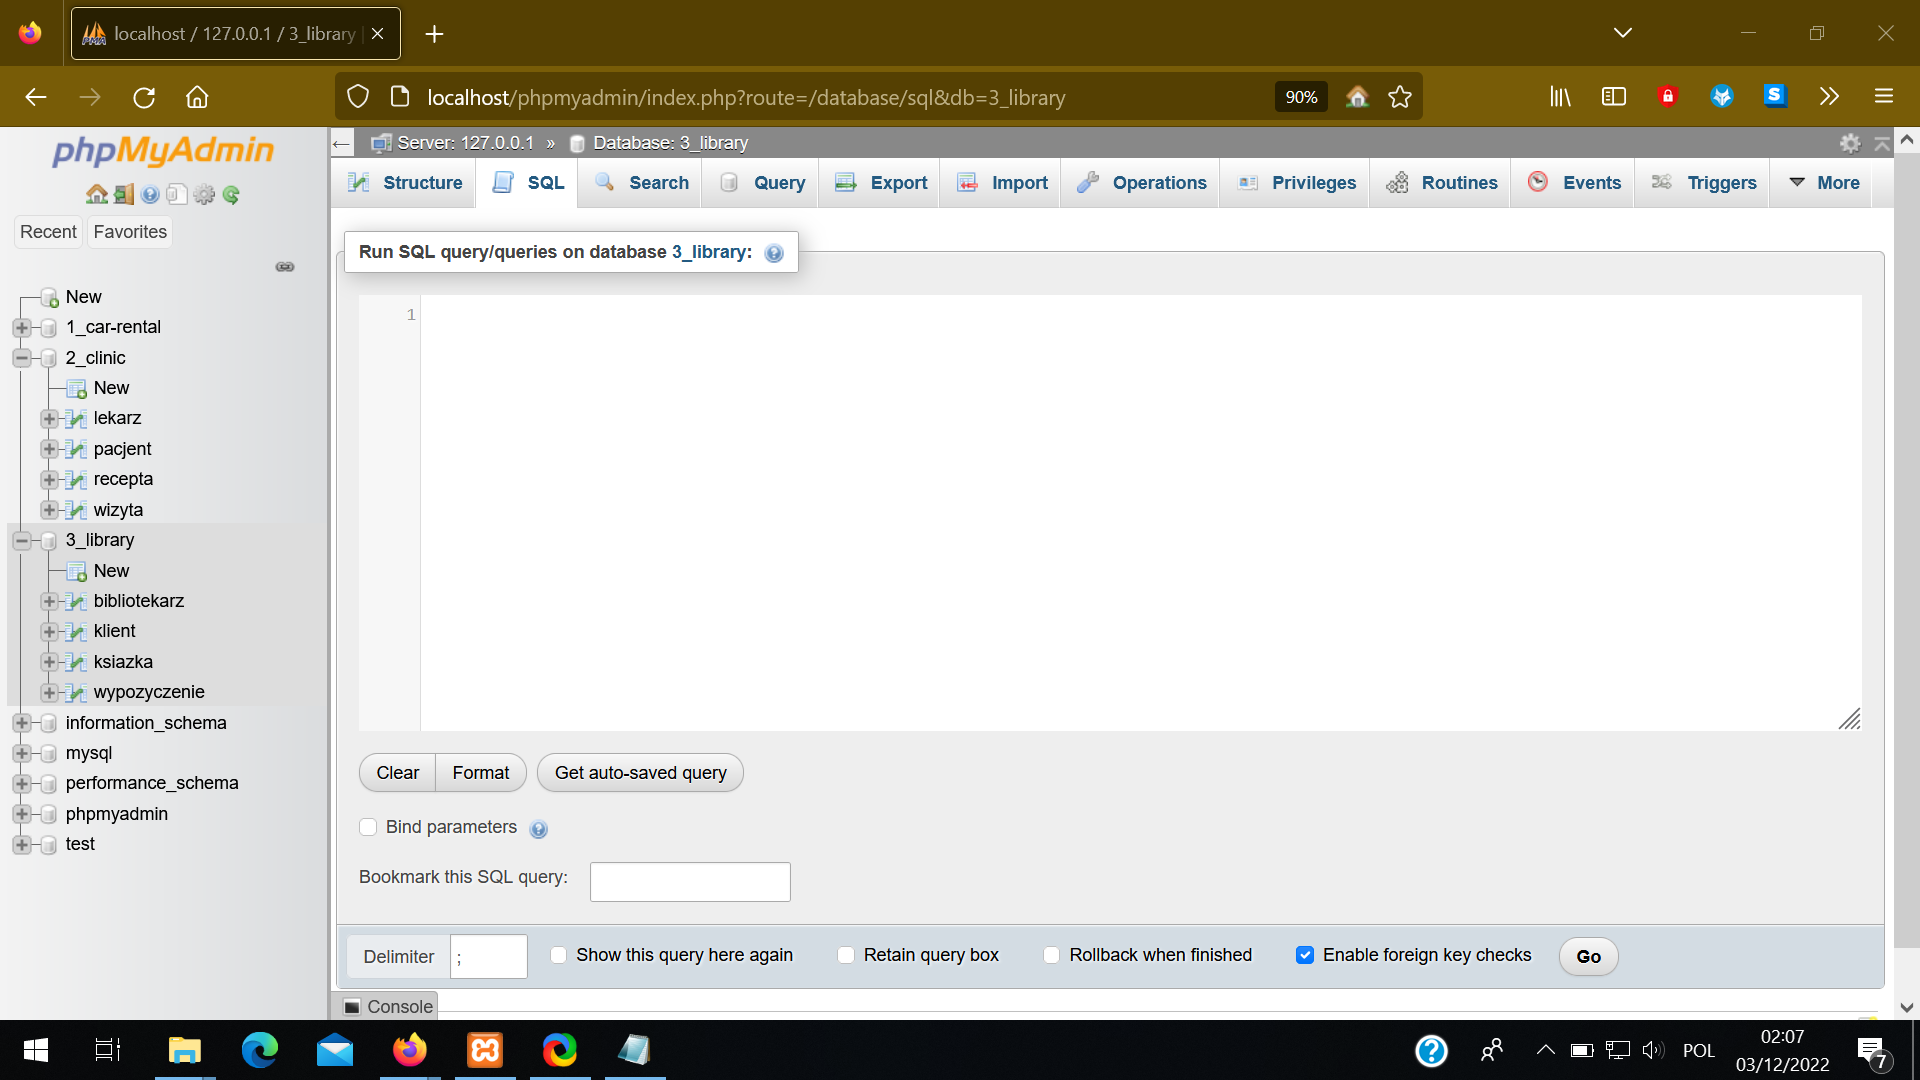 localhost / 127.0.0.1 / 3_library
localhost/phpmyadmin/index.php?route=/database/sql&db=3_library
90%
S
phpMyAdmin
Recent
Favorites
New
1_car-rental
2_clinic
New
lekarz
pacjent
recepta
wizyta
3_library
New
bibliotekarz
klient
ksiazka
wypozyczenie
information_schema
mysql
performance_schema
phpmyadmin
test
Server: 127.0.0.1 » Database: 3_library
Structure SQL Search Query Export Import Operations Privileges Routines Events Triggers More
Run SQL query/queries on database 3_library:
1
Clear Format Get auto-saved query
Bind parameters
Bookmark this SQL query:
Delimiter ; Show this query here again Retain query box Rollback when finished Enable foreign key checks Go
Console
POL
02:07
03/12/2022
7